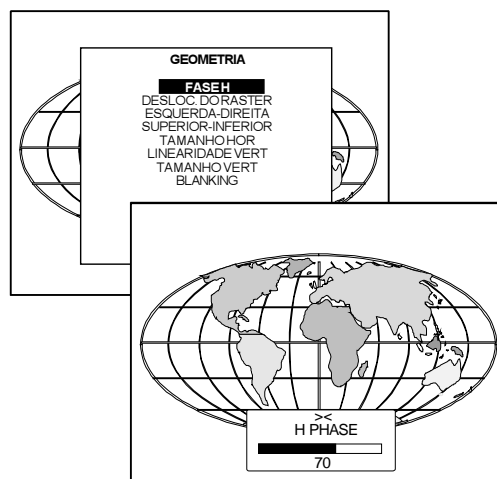 GEOMETRIA
FASE H
DESLOC. DO RASTER
ESQUERDA-DIREITA
SUPERIOR-INFERIOR
TAMANHO HOR
LINEARIDADE VERT
TAMANHO VERT
BLANKING
><
H PHASE
70